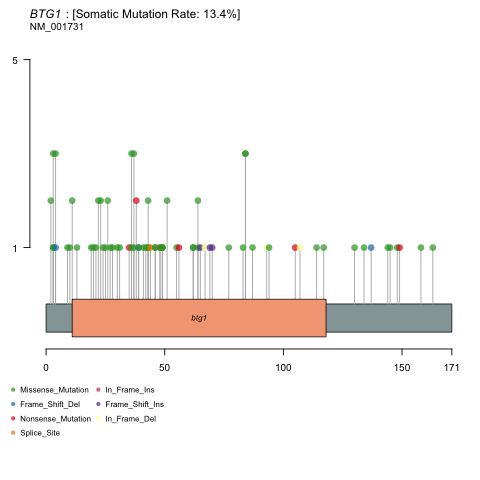 BTG1 : [Somatic Mutation Rate: 13.4%]
NM_001731
5
1
btg1
0 50 100 150 171
Missense_Mutation In_Frame_Ins
Frame_Shift_Del Frame_Shift_Ins
Nonsense_Mutation In_Frame_Del
Splice_Site